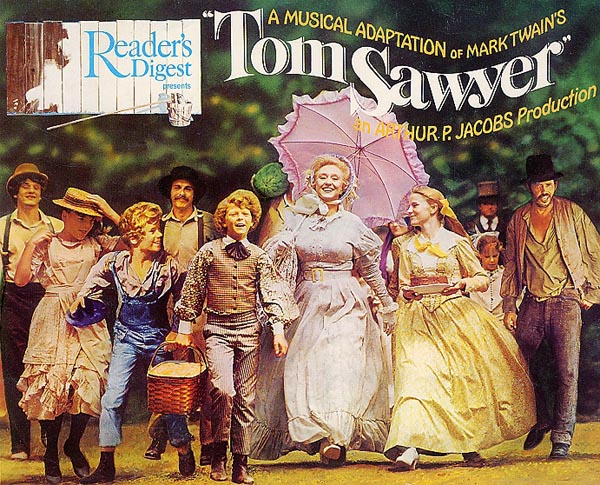 Reader's
Digest
presents
A MUSICAL ADAPTATION OF MARK TWAIN'S
"Tom Sawyer"
an ARTHUR P. JACOBS Production